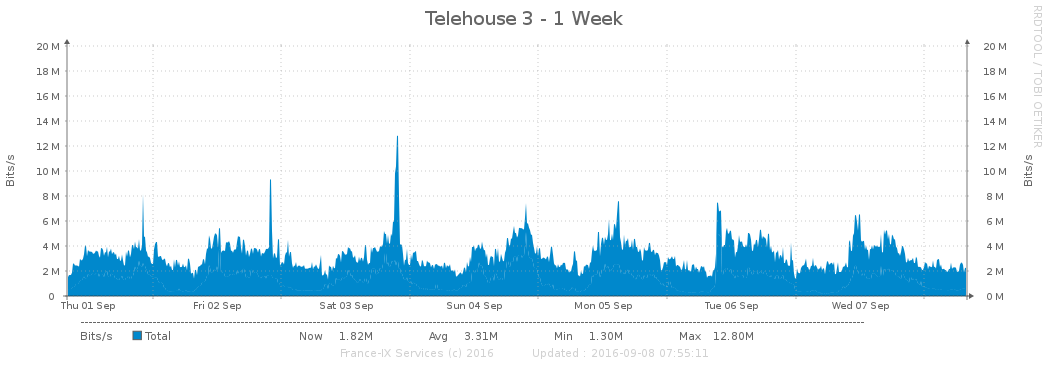 Telehouse 3 - 1 Week
RRDTOOL / TOBI OETIKER
Bits/s
Bits/s
20 M 20 M
18 M 18 M
16 M 16 M
14 M 14 M
12 M 12 M
10 M 10 M
8 M 8 M
6 M 6 M
4 M 4 M
2 M 2 M
0 0 M
Thu 01 Sep Fri 02 Sep Sat 03 Sep Sun 04 Sep Mon 05 Sep Tue 06 Sep Wed 07 Sep
Bits/s Total Now 1.82M Avg 3.31M Min 1.30M Max 12.80M
France-IX Services (c) 2016 Updated : 2016-09-08 07:55:11